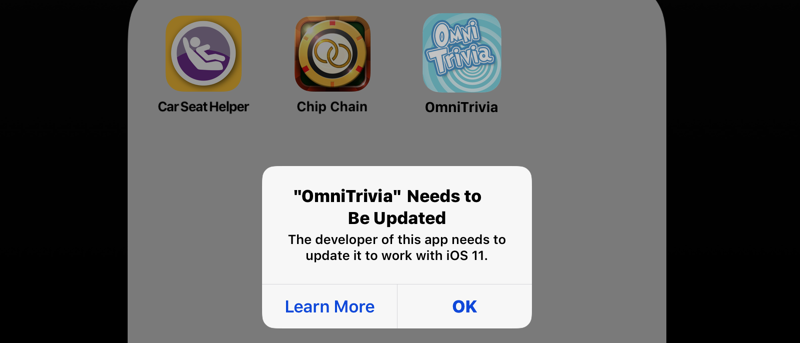 OMNI
Trivia
Car Seat Helper
Chip Chain
OmniTrivia
"OmniTrivia" Needs to
Be Updated
The developer of this app needs to
update it to work with iOS 11.
Learn More
OK